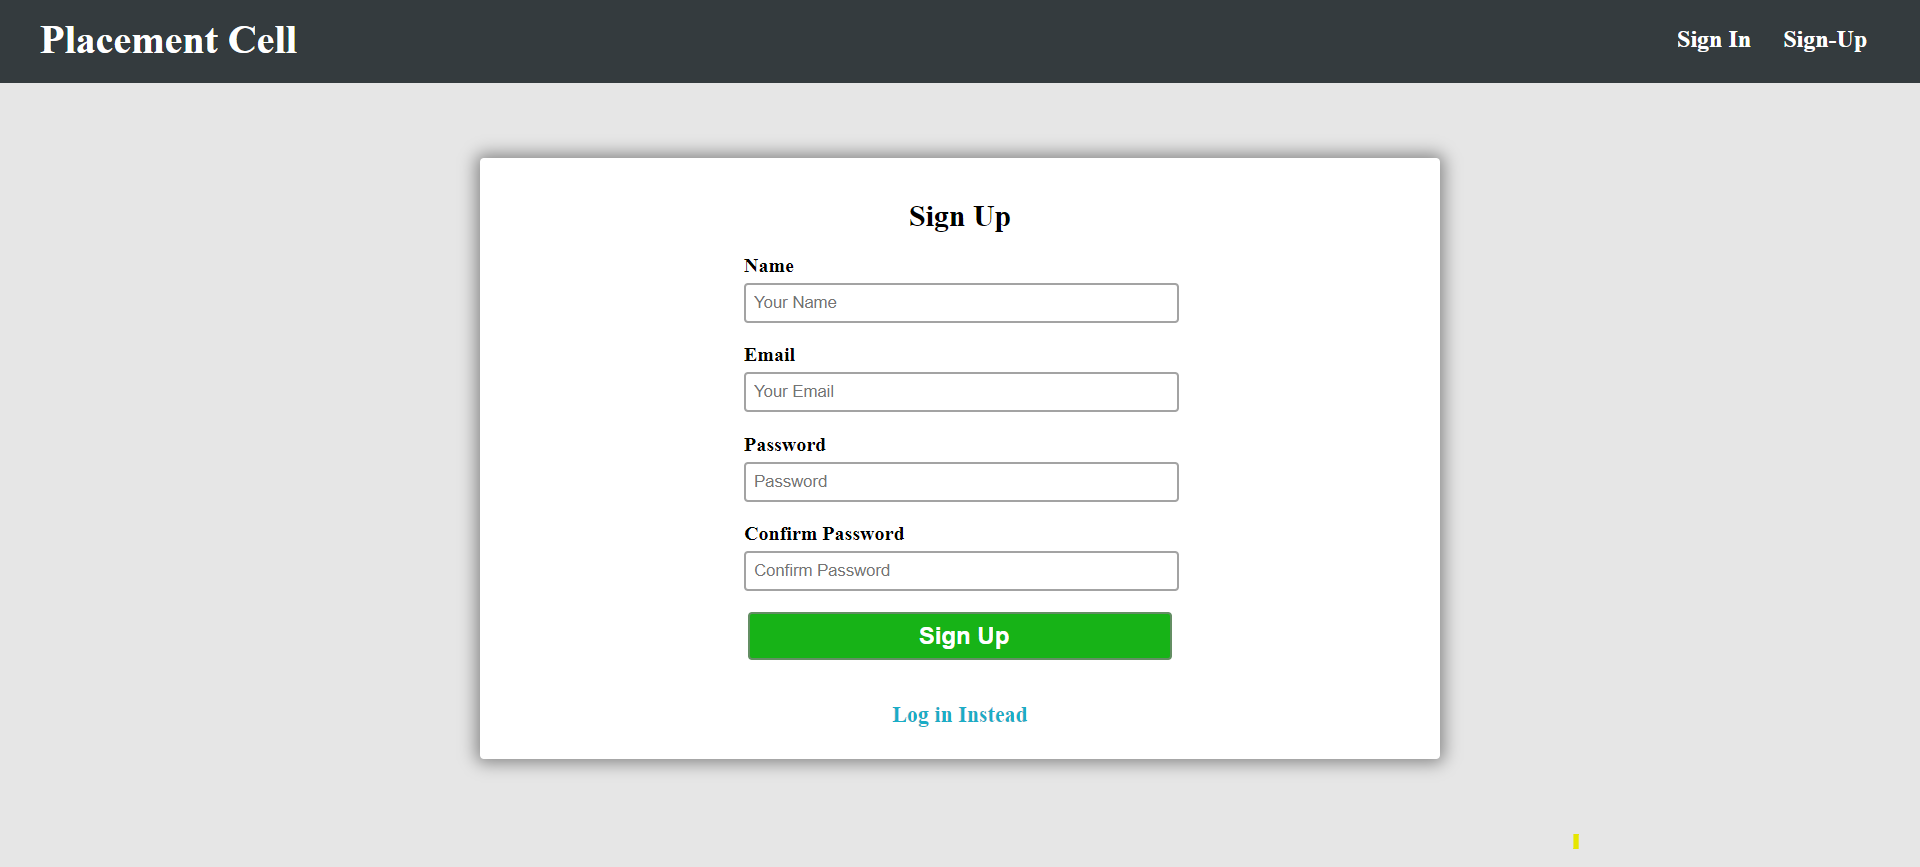 Placement Cell
Sign In
Sign-Up
Sign Up
Name
Your Name
Email
Your Email
Password
Password
Confirm Password
Confirm Password
Sign Up
Log in Instead